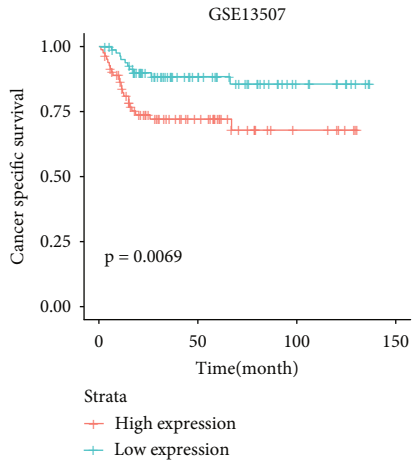 GSE13507
1.00
0.75
0.50
0.25
0.00
Cancer specific survival
p = 0.0069
0 50 100 150
Time(month)
Strata
High expression
Low expression